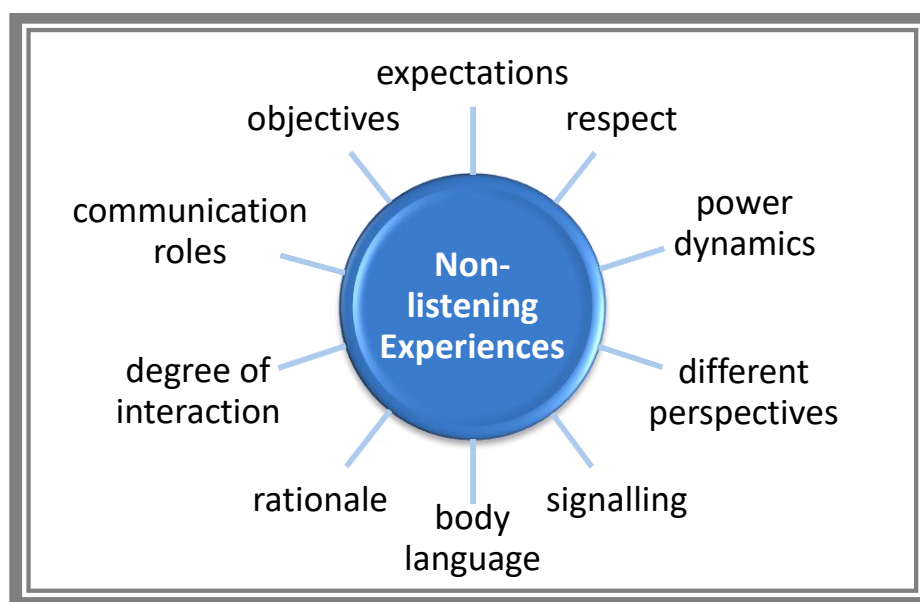 expectations
objectives
respect
communication
roles
power
dynamics
Non-
listening
Experiences
degree of
interaction
different
perspectives
rationale
body
language
signalling